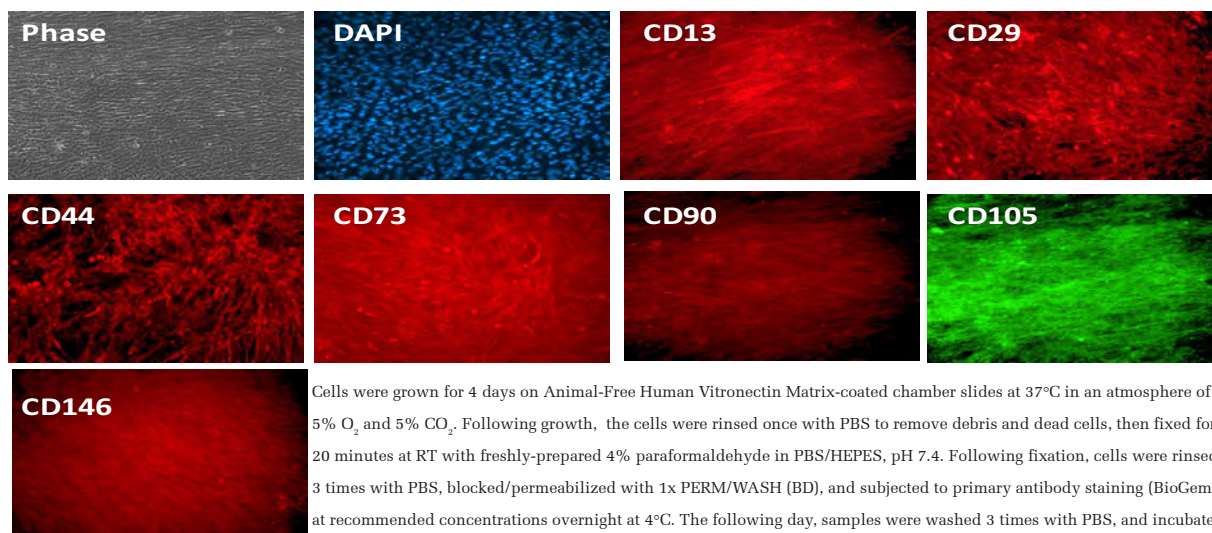 Phase
DAPI
CD13
CD29
CD44
CD73
CD90
CD105
CD146
Cells were grown for 4 days on Animal-Free Human Vitronectin Matrix-coated chamber slides at 37°C in an atmosphere of
5% O₂ and 5% CO₂. Following growth, the cells were rinsed once with PBS to remove debris and dead cells, then fixed for
20 minutes at RT with freshly-prepared 4% paraformaldehyde in PBS/HEPES, pH 7.4. Following fixation, cells were rinsed
3 times with PBS, blocked/permeabilized with 1x PERM/WASH (BD), and subjected to primary antibody staining (BioGem
at recommended concentrations overnight at 4°C. The following day, samples were washed 3 times with PBS, and incubate